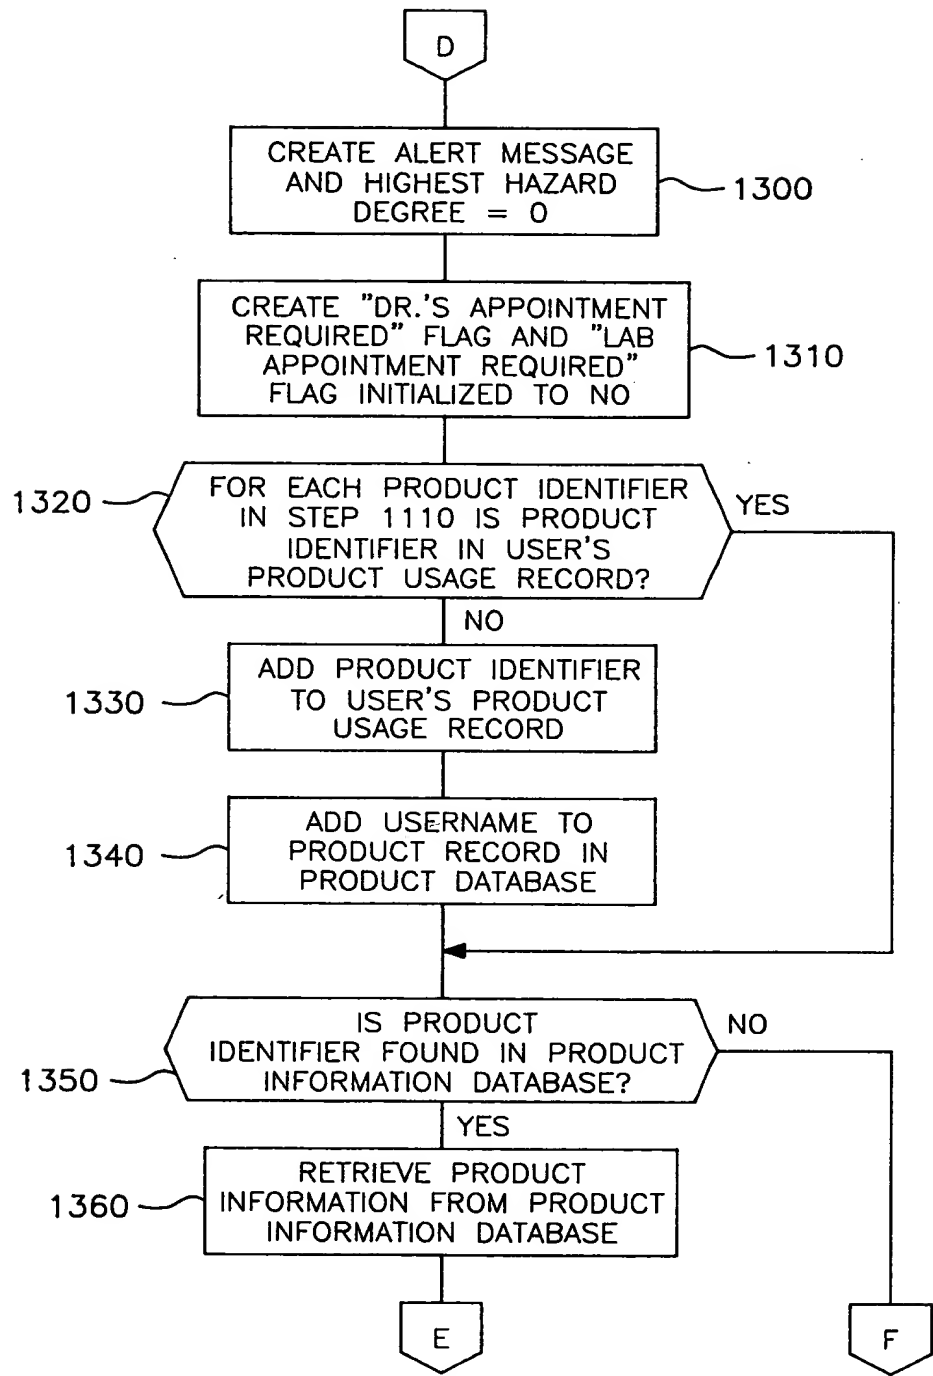 D
CREATE ALERT MESSAGE
AND HIGHEST HAZARD
DEGREE = 0
1300
CREATE "DR.'S APPOINTMENT
REQUIRED" FLAG AND "LAB
APPOINTMENT REQUIRED"
FLAG INITIALIZED TO NO
1310
1320
FOR EACH PRODUCT IDENTIFIER
IN STEP 1110 IS PRODUCT
IDENTIFIER IN USER'S
PRODUCT USAGE RECORD?
YES
NO
1330
ADD PRODUCT IDENTIFIER
TO USER'S PRODUCT
USAGE RECORD
1340
ADD USERNAME TO
PRODUCT RECORD IN
PRODUCT DATABASE
1350
IS PRODUCT
IDENTIFIER FOUND IN PRODUCT
INFORMATION DATABASE?
NO
YES
1360
RETRIEVE PRODUCT
INFORMATION FROM PRODUCT
INFORMATION DATABASE
E
F